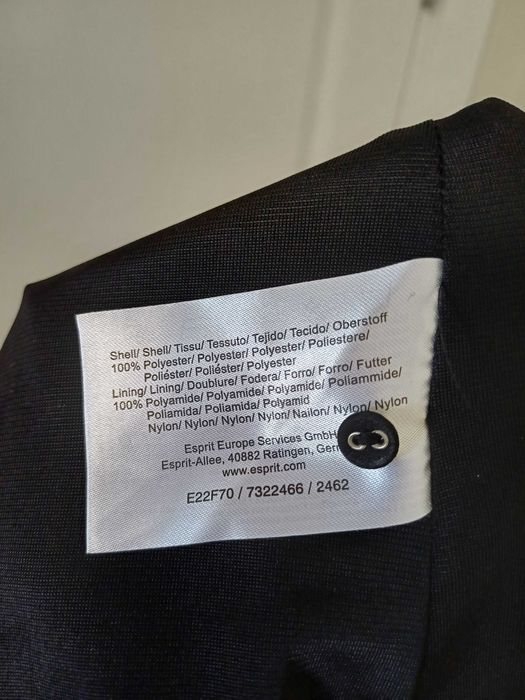 Shell/ Shell/ Tissu/ Tessuto/ Tejido/ Tecido/ Oberstoff
100% Polyester/ Polyester/ Polyester/ Poliestere/
Poliéster/ Poliéster/ Polyester
Lining/ Lining/ Doublure/ Fodera/ Forro/ Forro/ Futter
100% Polyamide/ Polyamide/ Polyamide/ Poliammide/
Poliamida/ Poliamida/ Polyamid
Nylon/ Nylon/ Nylon/ Nylon/ Nailon/ Nylon/ Nylon
Esprit Europe Services GmbH
Esprit-Allee, 40882 Ratingen,
www.esprit.com
E22F70 / 7322466 / 2462